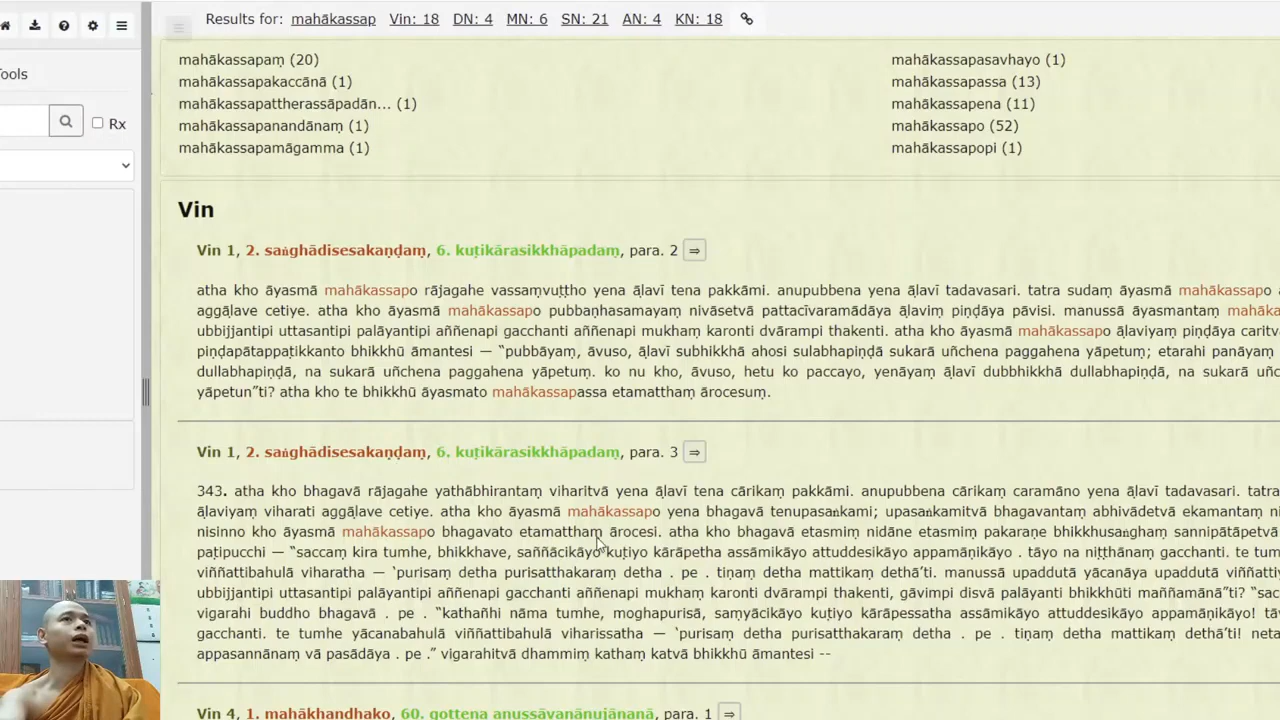 Results for: mahākassap Vin: 18 DN: 4 MN: 6 SN: 21 AN: 4 KN: 18
Tools
Rx
mahākassapaṃ (20)
mahākassapakaccānā (1)
mahākassapattherassāpadān... (1)
mahākassapanandānaṃ (1)
mahākassapamāgamma (1)
mahākassapasavhayo (1)
mahākassapassa (13)
mahākassapena (11)
mahākassapo (52)
mahākassapopi (1)
Vin
Vin 1, 2. saṅghādisesakaṇḍaṃ, 6. kuṭikārasikkhāpadaṃ, para. 2 ⇒
atha kho āyasmā mahākassapo rājagahe vassaṃvuṭṭho yena āḷavī tena pakkāmi. anupubbena yena āḷavī tadavasari. tatra sudaṃ āyasmā mahākassapo ā
aggāḷave cetiye. atha kho āyasmā mahākassapo pubbaṇhasamayaṃ nivāsetvā pattacīvaramādāya āḷaviṃ piṇḍāya pāvisi. manussā āyasmantaṃ mahāka
ubbijjantipi uttasantipi palāyantipi aññenapi gacchanti aññenapi mukhaṃ karonti dvārampi thakenti. atha kho āyasmā mahākassapo āḷaviyaṃ piṇḍāya caritv
piṇḍapātappaṭikkanto bhikkhū āmantesi — “pubbāyaṃ, āvuso, āḷavī subhikkhā ahosi sulabhapiṇḍā sukarā uñchena paggahena yāpetuṃ; etarahi panāyaṃ
dullabhapiṇḍā, na sukarā uñchena paggahena yāpetuṃ. ko nu kho, āvuso, hetu ko paccayo, yenāyaṃ āḷavī dubbhikkhā dullabhapiṇḍā, na sukarā uñch
yāpetun”ti? atha kho te bhikkhū āyasmato mahākassapassa etamatthaṃ ārocesuṃ.
Vin 1, 2. saṅghādisesakaṇḍaṃ, 6. kuṭikārasikkhāpadaṃ, para. 3 ⇒
343. atha kho bhagavā rājagahe yathābhirantaṃ viharitvā yena āḷavī tena cārikaṃ pakkāmi. anupubbena cārikaṃ caramāno yena āḷavī tadavasari. tatra
āḷaviyaṃ viharati aggāḷave cetiye. atha kho āyasmā mahākassapo yena bhagavā tenupasaṅkami; upasaṅkamitvā bhagavantaṃ abhivādetvā ekamantaṃ ni
nisinno kho āyasmā mahākassapo bhagavato etamatthaṃ ārocesi. atha kho bhagavā etasmiṃ nidāne etasmiṃ pakaraṇe bhikkhusaṅghaṃ sannipātāpetvā
paṭipucchi — “saccaṃ kira tumhe, bhikkhave, saññācikāyo kuṭiyo kārāpetha assāmikāyo attuddesikāyo appamāṇikāyo . tāyo na niṭṭhānaṃ gacchanti. te tum
viññattibahulā viharatha — ‘purisaṃ detha purisatthakaraṃ detha . pe . tiṇaṃ detha mattikaṃ dethā’ti. manussā upaddutā yācanāya upaddutā viññattiy
ubbijjantipi uttasantipi palāyantipi aññenapi gacchanti aññenapi mukhaṃ karonti dvārampi thakenti, gāvimpi disvā palāyanti bhikkhūti maññamānā”ti? “sac
vigarahi buddho bhagavā . pe . “kathañhi nāma tumhe, moghapurisā, saṃyācikāyo kuṭiyo kārāpessatha assāmikāyo attuddesikāyo appamāṇikāyo! tā
gacchanti. te tumhe yācanabahulā viññattibahulā viharissatha — ‘purisaṃ detha purisatthakaraṃ detha . pe . tiṇaṃ detha mattikaṃ dethā’ti! neta
appasannānaṃ vā pasādāya . pe .” vigarahitvā dhammiṃ kathaṃ katvā bhikkhū āmantesi --
Vin 4, 1. mahākhandhako, 60. gottena anussāvanānujānanā, para. 1 ⇒